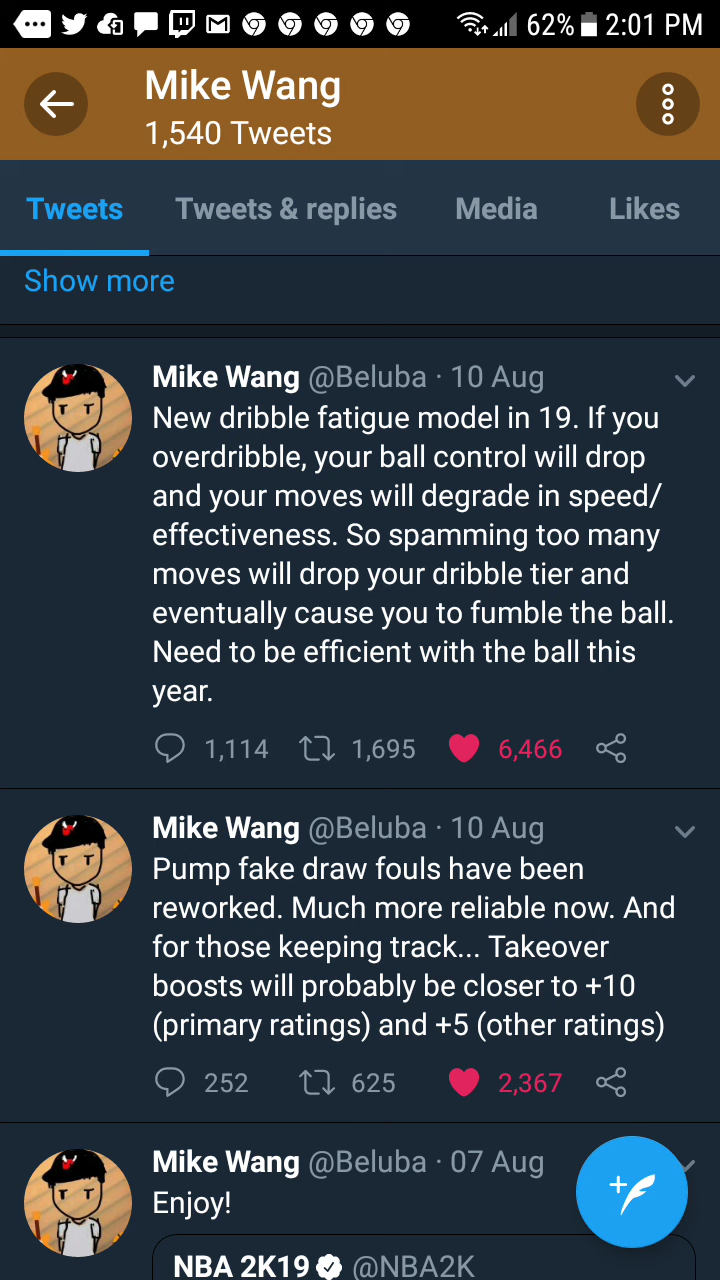 62% 2:01 PM
Mike Wang
1,540 Tweets
Tweets Tweets & replies Media Likes
Show more
Mike Wang @Beluba · 10 Aug
New dribble fatigue model in 19. If you
overdribble, your ball control will drop
and your moves will degrade in speed/
effectiveness. So spamming too many
moves will drop your dribble tier and
eventually cause you to fumble the ball.
Need to be efficient with the ball this
year.
1,114 1,695 6,466
Mike Wang @Beluba · 10 Aug
Pump fake draw fouls have been
reworked. Much more reliable now. And
for those keeping track... Takeover
boosts will probably be closer to +10
(primary ratings) and +5 (other ratings)
252 625 2,367
Mike Wang @Beluba · 07 Aug
Enjoy!
NBA 2K19 @NBA2K